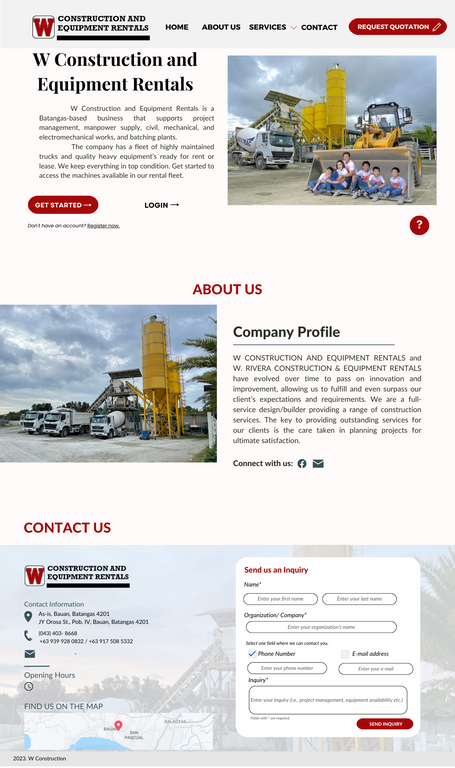 W CONSTRUCTION AND
EQUIPMENT RENTALS
HOME ABOUT US SERVICES CONTACT
REQUEST QUOTATION
W Construction and
Equipment Rentals
W Construction and Equipment Rentals is a
Batangas-based business that supports project
management, manpower supply, civil, mechanical, and
electromechanical works, and batching plants.
The company has a fleet of highly maintained
trucks and quality heavy equipment's ready for rent or
lease. We keep everything in top condition. Get started to
access the machines available in our rental fleet.
GET STARTED → LOGIN →
Don't have an account? Register now.
?
ABOUT US
Company Profile
W CONSTRUCTION AND EQUIPMENT RENTALS and
W. RIVERA CONSTRUCTION & EQUIPMENT RENTALS
have evolved over time to pass on innovation and
improvement, allowing us to fulfill and even surpass our
client's expectations and requirements. We are a full-
service design/builder providing a range of construction
services. The key to providing outstanding services for
our clients is the care taken in planning projects for
ultimate satisfaction.
Connect with us:
CONTACT US
W CONSTRUCTION AND
EQUIPMENT RENTALS
Contact Information
As-is, Bauan, Batangas 4201
JY Orosa St., Pob. IV, Bauan, Batangas 4201
(043) 403- 8668
+63 939 928 0832 / +63 917 508 5332
-
Opening Hours
FIND US ON THE MAP
BAUAN
SAN
PASCUAL
Send us an Inquiry
Name*
Enter your first name Enter your last name
Organization/ Company*
Enter your organization's name
Select one field where we can contact you.
Phone Number E-mail address
Enter your phone number Enter your e-mail
Inquiry*
Enter your inquiry (i.e., project management, equipment availability etc.)
Fields with * are required.
SEND INQUIRY
2023. W Construction